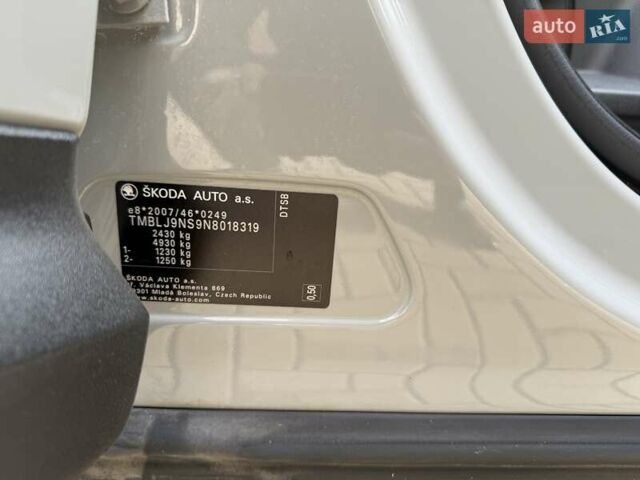 auto RIA
.com
ŠKODA AUTO a.s.
DTSB
e8*2007/46*0249
TMBLJ9NS9N8018319
2430 kg
4930 kg
1- 1230 kg
2- 1250 kg
ŠKODA AUTO a.s.
Václava Klementa 869
Mladá Boleslav, Czech Republic
www.skoda-auto.com
0,50